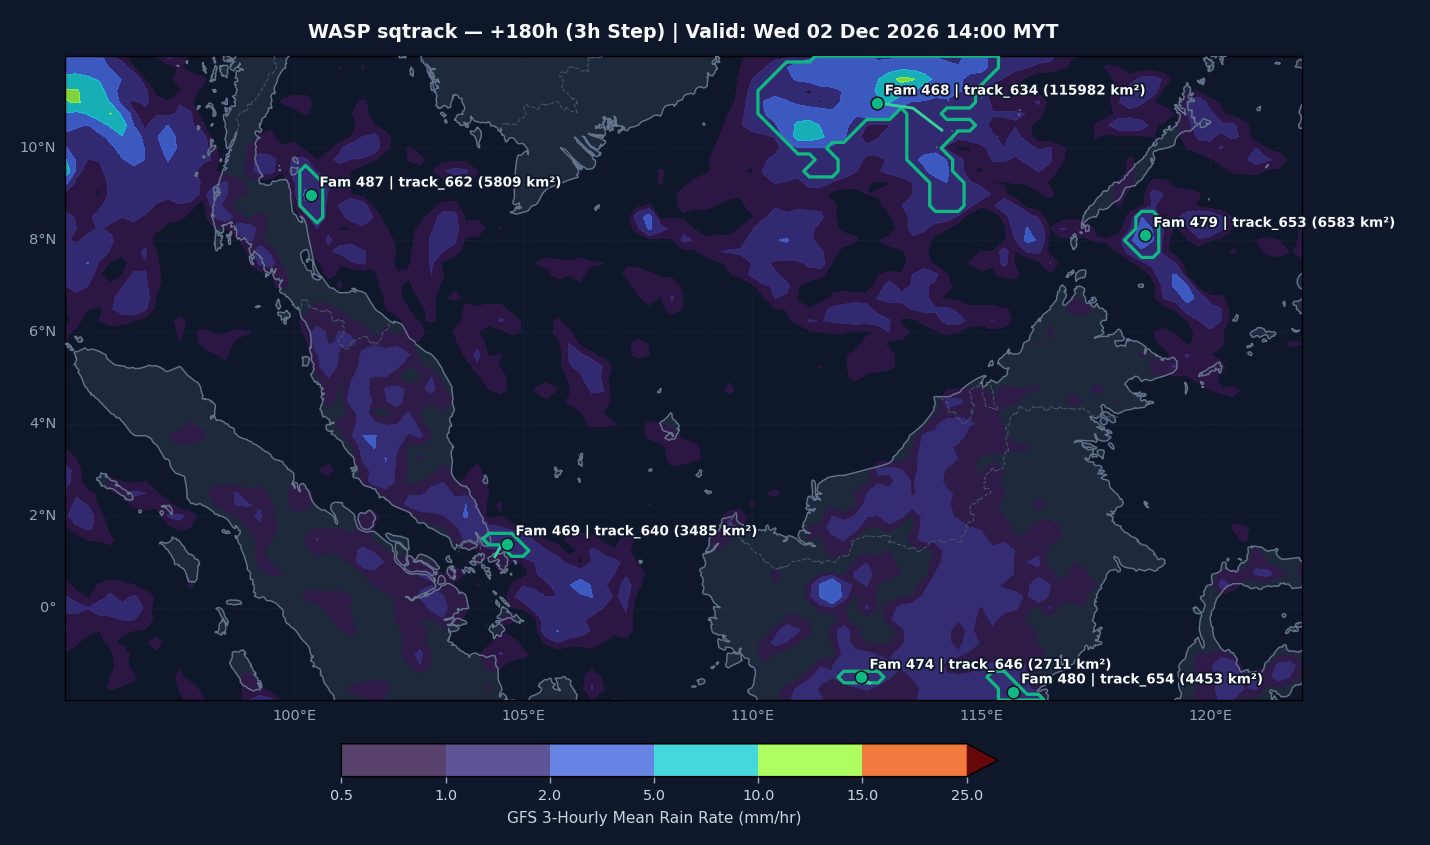 WASP sqtrack — +180h (3h Step) | Valid: Wed 02 Dec 2026 14:00 MYT
Fam 468 | track_634 (115982 km²)
10°N
Fam 487 | track_662 (5809 km²)
Fam 479 | track_653 (6583 km²)
8°N
6°N
4°N
2°N
Fam 469 | track_640 (3485 km²)
0°
Fam 474 | track_646 (2711 km²)
Fam 480 | track_654 (4453 km²)
100°E 105°E 110°E 115°E 120°E
0.5 1.0 2.0 5.0 10.0 15.0 25.0
GFS 3-Hourly Mean Rain Rate (mm/hr)